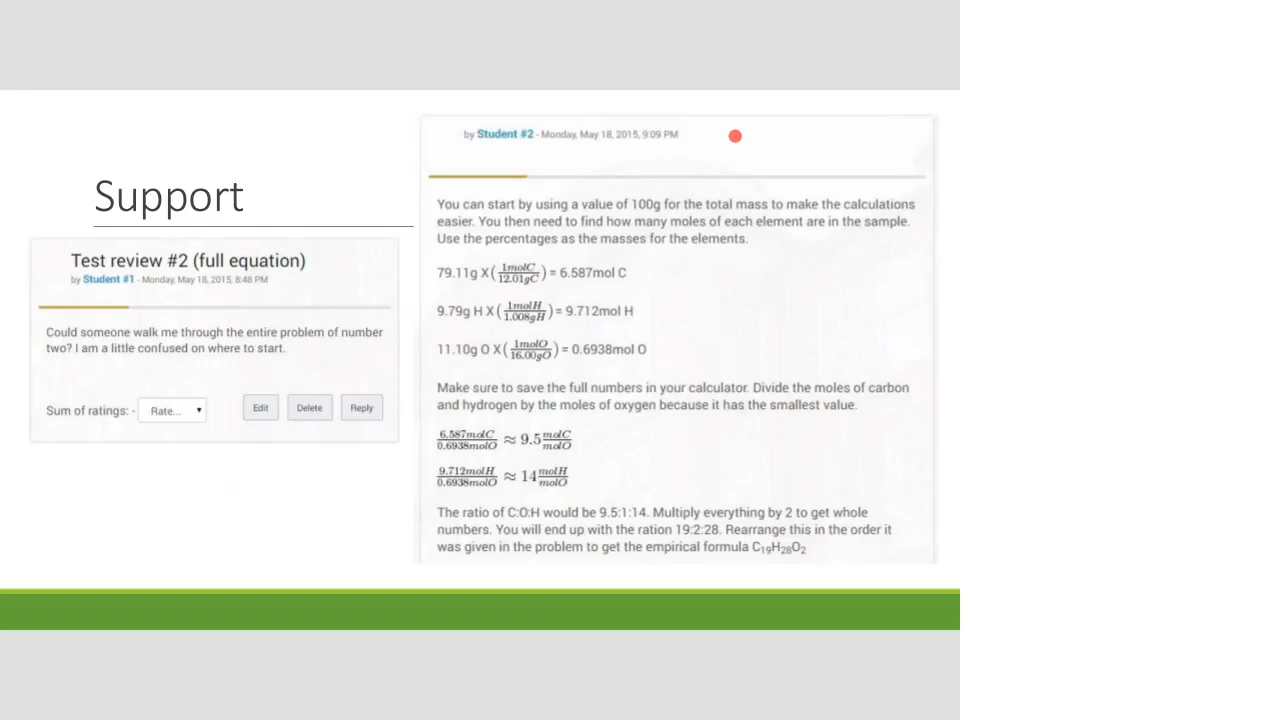 Support
Test review #2 (full equation)
by Student #1 - Monday, May 18, 2015, 8:48 PM
Could someone walk me through the entire problem of number
two? I am a little confused on where to start.
Sum of ratings: - Rate... ▼ Edit Delete Reply
by Student #2 - Monday, May 18, 2015, 9:09 PM
You can start by using a value of 100g for the total mass to make the calculations
easier. You then need to find how many moles of each element are in the sample.
Use the percentages as the masses for the elements.
79.11g X (1molC/12.01gC) = 6.587mol C
9.79g H X (1molH/1.008gH) = 9.712mol H
11.10g O X (1molO/16.00gO) = 0.6938mol O
Make sure to save the full numbers in your calculator. Divide the moles of carbon
and hydrogen by the moles of oxygen because it has the smallest value.
6.587molC/0.6938molO ≈ 9.5 molC/molO
9.712molH/0.6938molO ≈ 14 molH/molO
The ratio of C:O:H would be 9.5:1:14. Multiply everything by 2 to get whole
numbers. You will end up with the ration 19:2:28. Rearrange this in the order it
was given in the problem to get the empirical formula C₁₉H₂₈O₂